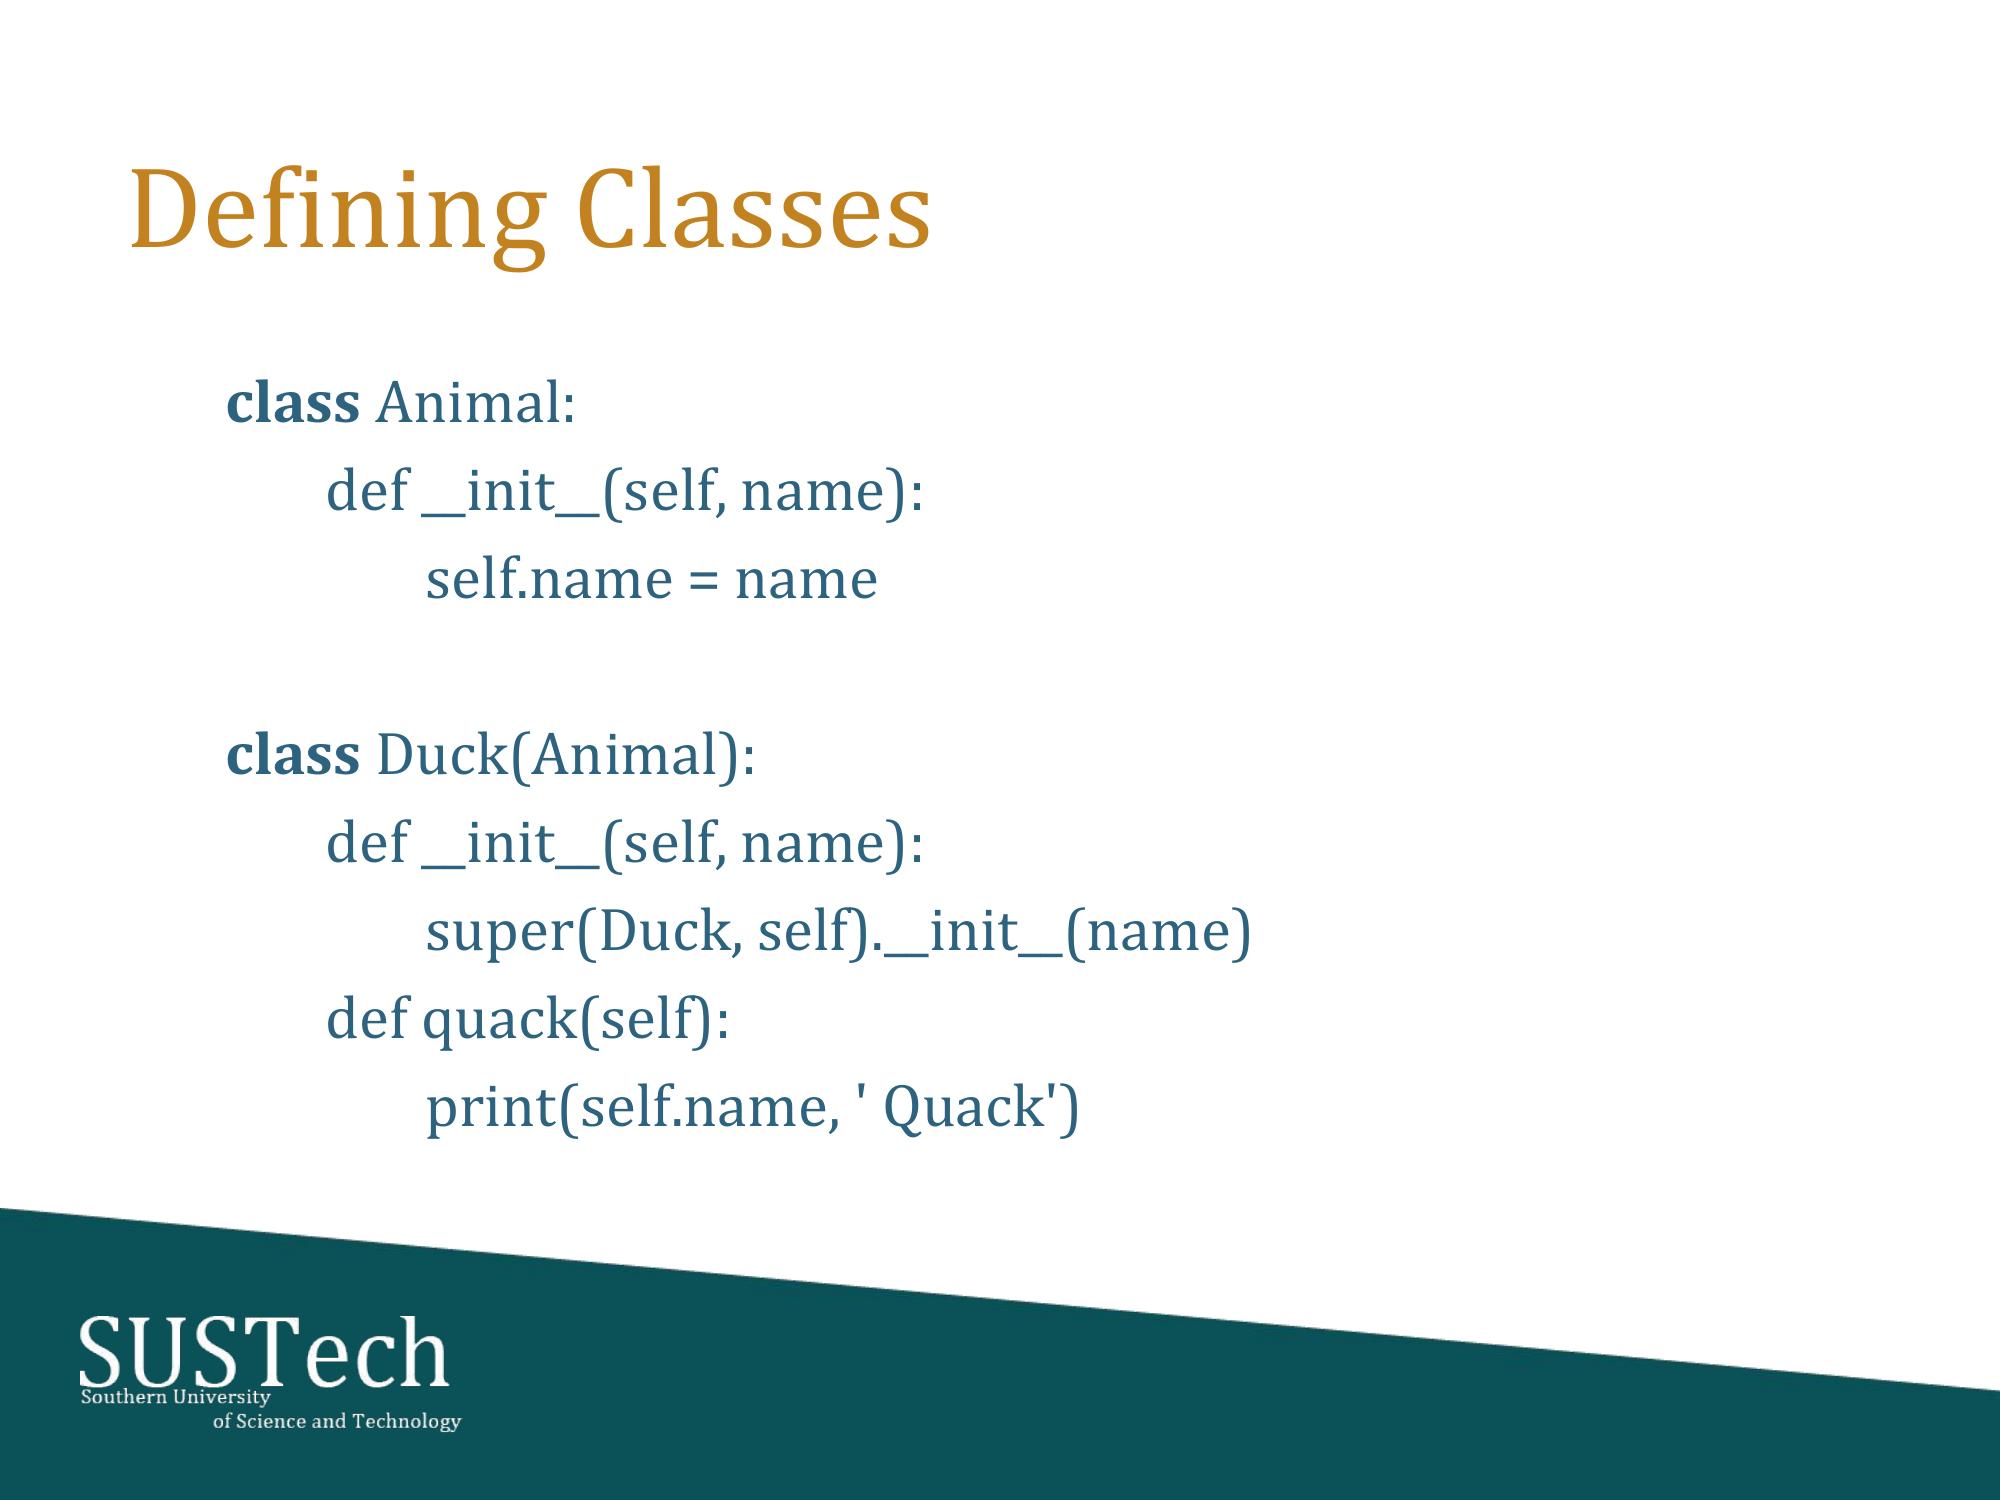 Defining Classes
class Animal:
def __init__(self, name):
self.name = name
class Duck(Animal):
def __init__(self, name):
super(Duck, self).__init__(name)
def quack(self):
print(self.name, ' Quack')
SUSTech
Southern University
of Science and Technology